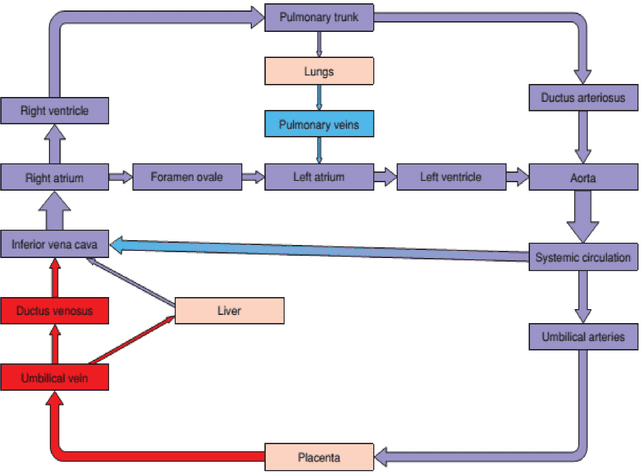 Pulmonary trunk
Lungs
Right ventricle
Pulmonary veins
Ductus arteriosus
Right atrium
Foramen ovale
Left atrium
Left ventricle
Aorta
Inferior vena cava
Systemic circulation
Ductus venosus
Liver
Umbilical arteries
Umbilical vein
Placenta